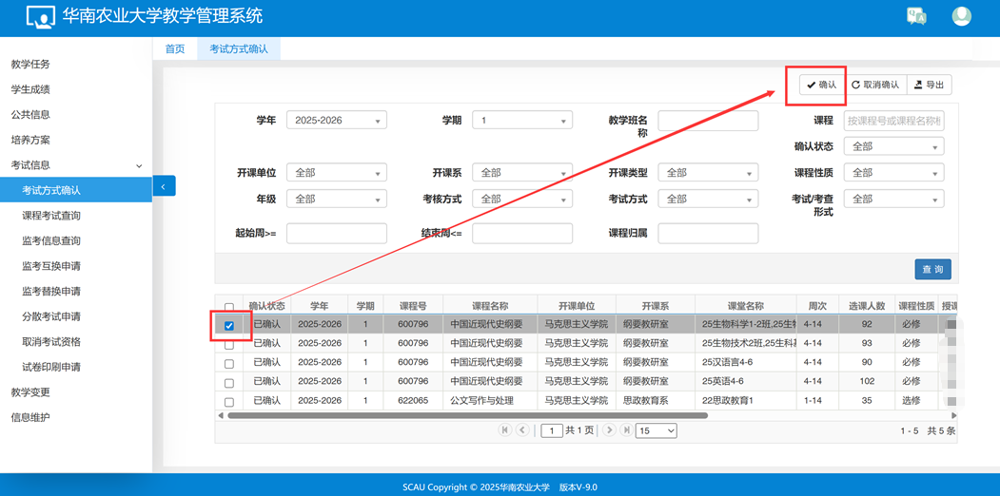 华南农业大学教学管理系统
首页 考试方式确认
教学任务
学生成绩
公共信息
培养方案
考试信息
考试方式确认
课程考试查询
监考信息查询
监考互换申请
监考替换申请
分散考试申请
取消考试资格
试卷印刷申请
教学变更
信息维护
确认 取消确认 导出
学年 2025-2026 学期 1 教学班名称 课程 按课程号或课程名称
确认状态 全部
开课单位 全部 开课系 全部 开课类型 全部 课程性质 全部
年级 全部 考核方式 全部 考试方式 全部 考试/考查形式 全部
起始周>= 结束周<= 课程归属
查 询
确认状态 学年 学期 课程号 课程名称 开课单位 开课系 课堂名称 周次 选课人数 课程性质 授课
已确认 2025-2026 1 600796 中国近现代史纲要 马克思主义学院 纲要教研室 25生物科学1-2班,25生物 4-14 92 必修
已确认 2025-2026 1 600796 中国近现代史纲要 马克思主义学院 纲要教研室 25生物技术2班,25生科基 4-14 93 必修
已确认 2025-2026 1 600796 中国近现代史纲要 马克思主义学院 纲要教研室 25汉语言4-6 4-14 90 必修
已确认 2025-2026 1 600796 中国近现代史纲要 马克思主义学院 纲要教研室 25英语4-6 4-14 102 必修
已确认 2025-2026 1 622065 公文写作与处理 马克思主义学院 思政教育系 22思政教育1 1-14 35 选修
1 共 1 页 15 1 - 5 共 5 条
SCAU Copyright © 2025华南农业大学 版本V-9.0